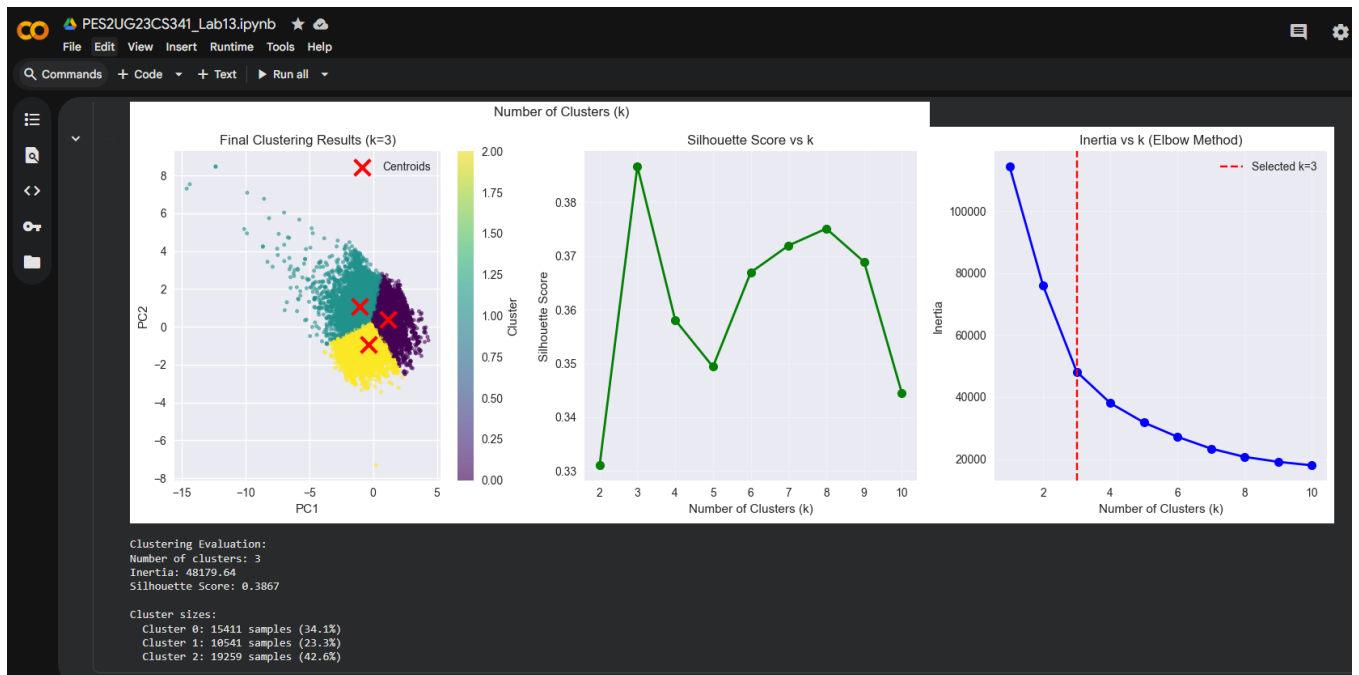 PES2UG23CS341_Lab13.ipynb
File Edit View Insert Runtime Tools Help
Commands + Code + Text Run all
Number of Clusters (k)
Final Clustering Results (k=3)
Centroids
8
6
4
2
0
−2
−4
−6
−8
PC2
−15 −10 −5 0 5
PC1
2.00
1.75
1.50
1.25
1.00
0.75
0.50
0.25
0.00
Cluster
Silhouette Score vs k
0.38
0.37
0.36
0.35
0.34
0.33
Silhouette Score
2 3 4 5 6 7 8 9 10
Number of Clusters (k)
Inertia vs k (Elbow Method)
Selected k=3
100000
80000
60000
40000
20000
Inertia
2 4 6 8 10
Number of Clusters (k)
Clustering Evaluation:
Number of clusters: 3
Inertia: 48179.64
Silhouette Score: 0.3867
Cluster sizes:
Cluster 0: 15411 samples (34.1%)
Cluster 1: 10541 samples (23.3%)
Cluster 2: 19259 samples (42.6%)